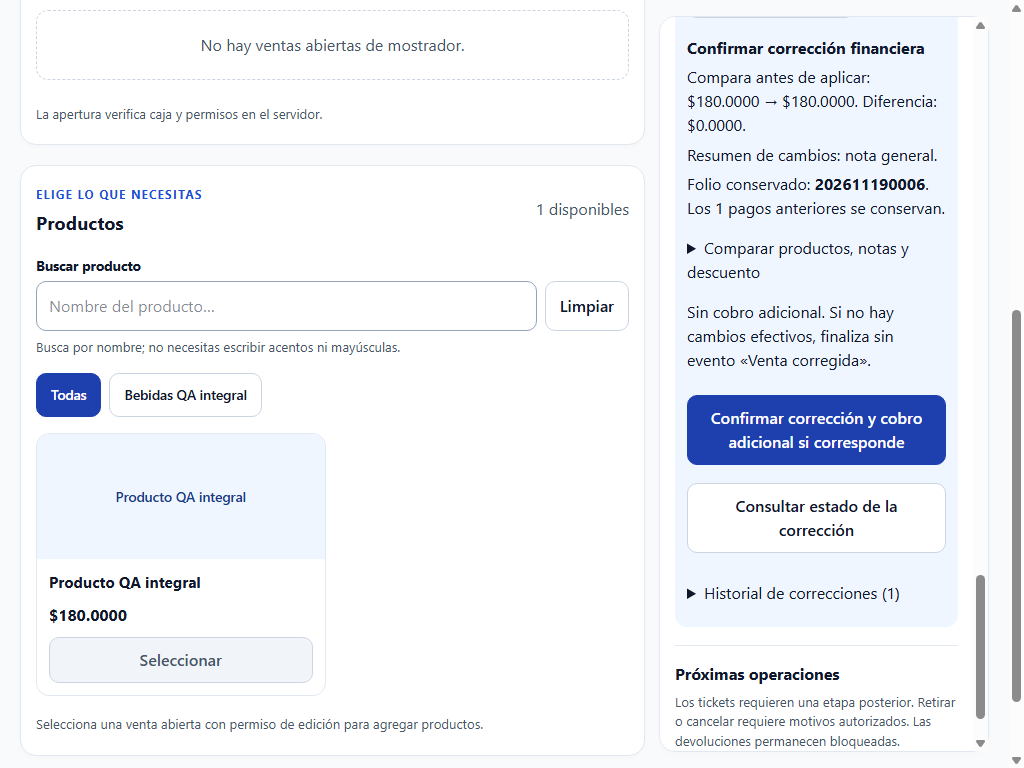 No hay ventas abiertas de mostrador.
La apertura verifica caja y permisos en el servidor.
ELIGE LO QUE NECESITAS
Productos
1 disponibles
Buscar producto
Nombre del producto...
Limpiar
Busca por nombre; no necesitas escribir acentos ni mayúsculas.
Todas
Bebidas QA integral
Producto QA integral
Producto QA integral
$180.0000
Seleccionar
Selecciona una venta abierta con permiso de edición para agregar productos.
Confirmar corrección financiera
Compara antes de aplicar:
$180.0000 → $180.0000. Diferencia:
$0.0000.
Resumen de cambios: nota general.
Folio conservado: 202611190006.
Los 1 pagos anteriores se conservan.
Comparar productos, notas y
descuento
Sin cobro adicional. Si no hay
cambios efectivos, finaliza sin
evento «Venta corregida».
Confirmar corrección y cobro
adicional si corresponde
Consultar estado de la
corrección
Historial de correcciones (1)
Próximas operaciones
Los tickets requieren una etapa posterior. Retirar
o cancelar requiere motivos autorizados. Las
devoluciones permanecen bloqueadas.